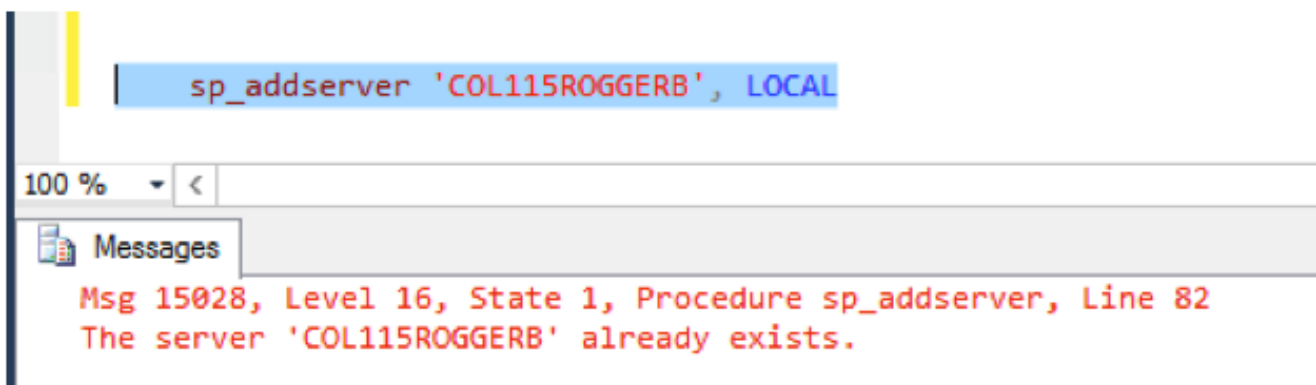 sp_addserver 'COL115ROGGERB', LOCAL
100 %
Messages
Msg 15028, Level 16, State 1, Procedure sp_addserver, Line 82
The server 'COL115ROGGERB' already exists.